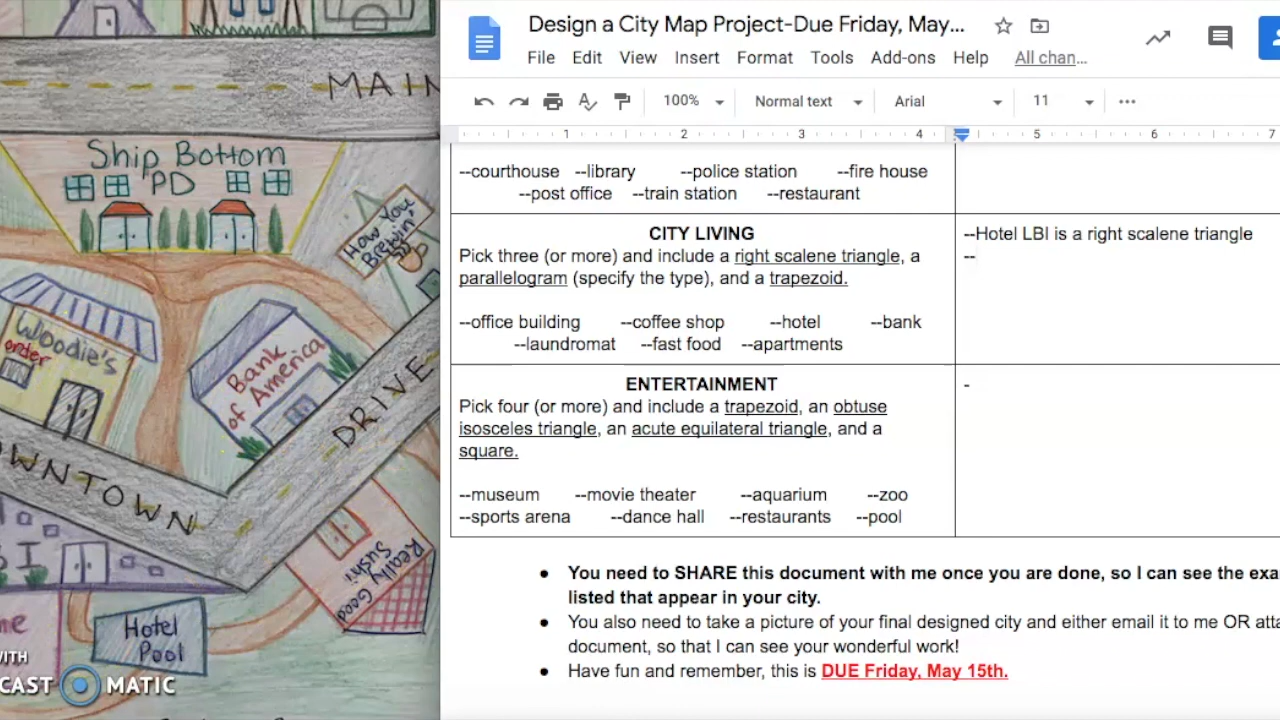 MAIN
Ship Bottom
PD
How You
Brewin'
Woodie's
order
Bank
of America
DRIVE
OWNTOWN
Really Good
Sushi
Hotel
Pool
me
WITH
CAST MATIC
Design a City Map Project-Due Friday, May...
File Edit View Insert Format Tools Add-ons Help All chan...
100% Normal text Arial 11
1 2 3 4 5 6 7
--courthouse --library --police station --fire house
--post office --train station --restaurant
CITY LIVING
Pick three (or more) and include a right scalene triangle, a
parallelogram (specify the type), and a trapezoid.
--office building --coffee shop --hotel --bank
--laundromat --fast food --apartments
--Hotel LBI is a right scalene triangle
--
ENTERTAINMENT
Pick four (or more) and include a trapezoid, an obtuse
isosceles triangle, an acute equilateral triangle, and a
square.
--museum --movie theater --aquarium --zoo
--sports arena --dance hall --restaurants --pool
-
● You need to SHARE this document with me once you are done, so I can see the exa
listed that appear in your city.
● You also need to take a picture of your final designed city and either email it to me OR atta
document, so that I can see your wonderful work!
● Have fun and remember, this is DUE Friday, May 15th.